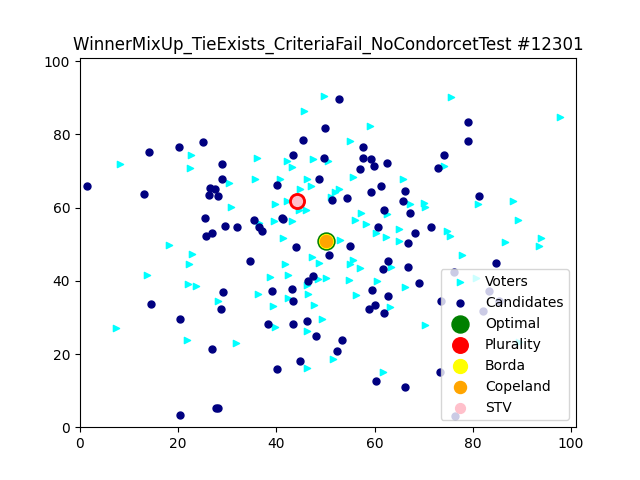 WinnerMixUp_TieExists_CriteriaFail_NoCondorcetTest #12301
100
80
60
40
20
0
0
20
40
60
80
100
Voters
Candidates
Optimal
Plurality
Borda
Copeland
STV